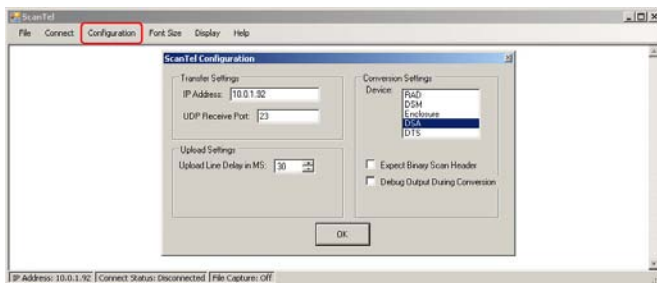 ScanTel
File Connect Configuration Font Size Display Help
ScanTel Configuration
Transfer Settings
IP Address: 10.0.1.92
UDP Receive Port: 23
Upload Settings
Upload Line Delay in MS: 30
Conversion Settings
Device: RAD
DSM
Enclosure
DSA
DTS
Expect Binary Scan Header
Debug Output During Conversion
OK
IP Address: 10.0.1.92 Connect Status: Disconnected File Capture: Off